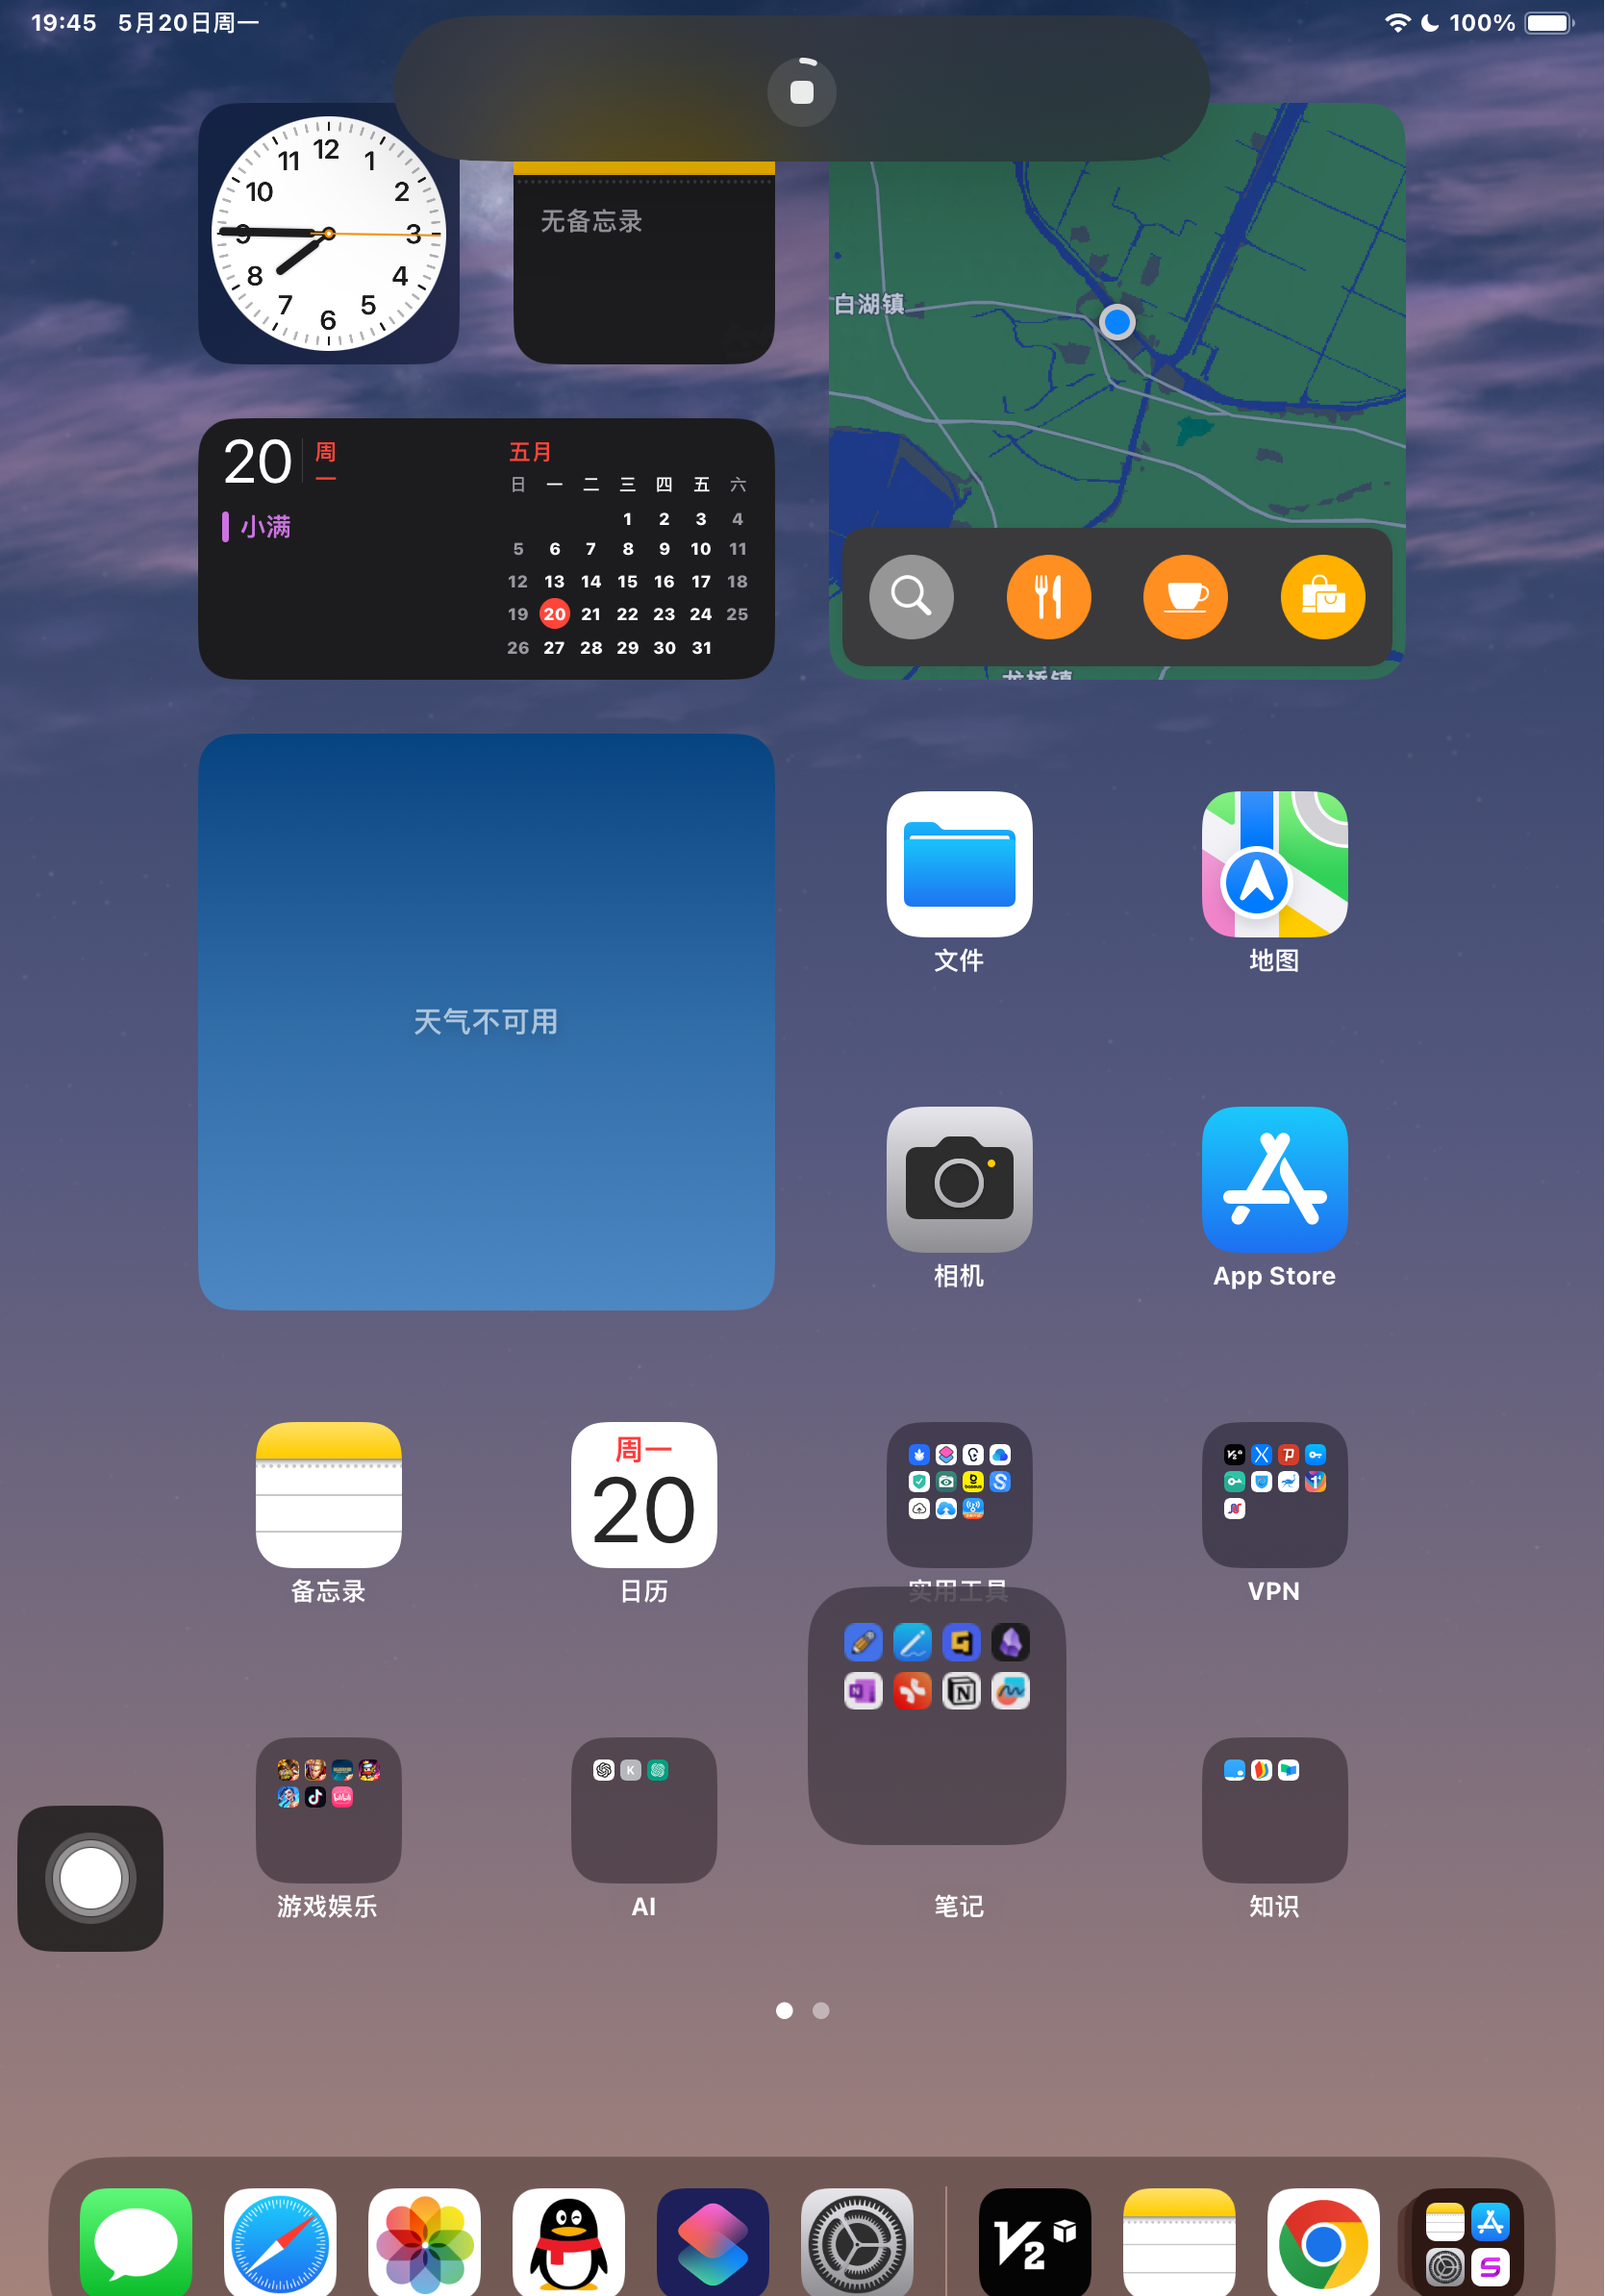 19:45 5月20日周一
100%
12
11 1
10 2
9 3
8 4
7 5
6
无备忘录
白湖镇
20 周一
小满
五月
日 一 二 三 四 五 六
1 2 3 4
5 6 7 8 9 10 11
12 13 14 15 16 17 18
19 20 21 22 23 24 25
26 27 28 29 30 31
龙桥镇
天气不可用
文件
地图
相机
App Store
周一
20
备忘录
日历
实用工具
VPN
游戏娱乐
AI
K
笔记
知识